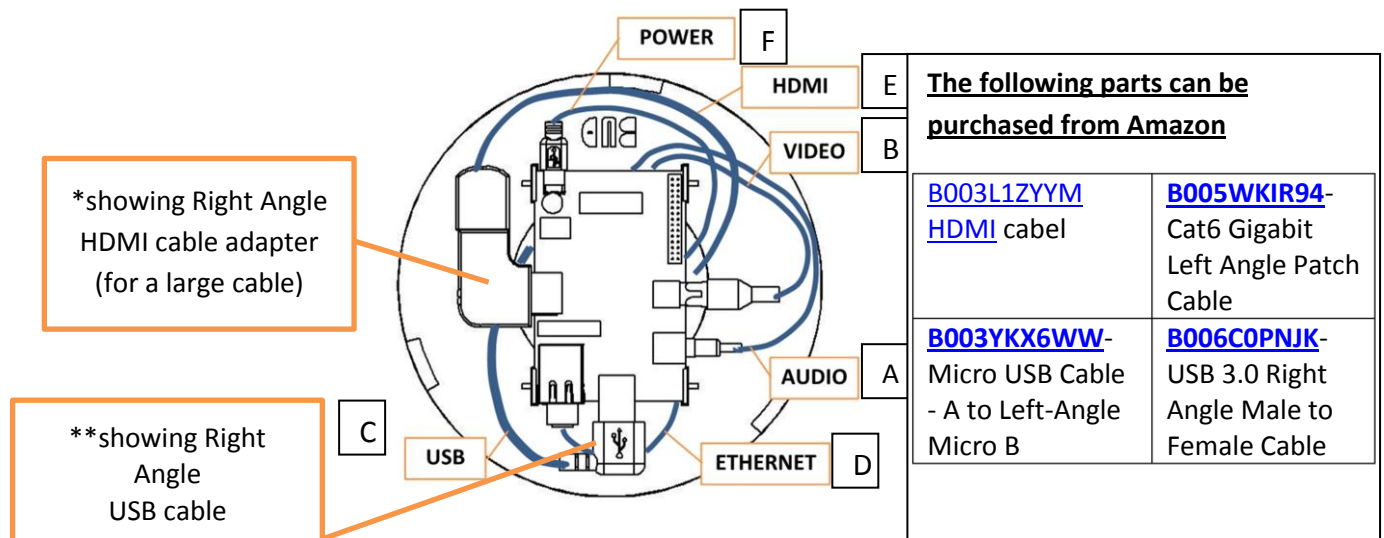 POWER
F
HDMI
E
VIDEO
B
*showing Right Angle
HDMI cable adapter
(for a large cable)
AUDIO
A
**showing Right
Angle
USB cable
C
USB
ETHERNET
D
The following parts can be
purchased from Amazon
B003L1ZYYM
HDMI cabel
B005WKIR94-
Cat6 Gigabit
Left Angle Patch
Cable
B003YKX6WW-
Micro USB Cable
- A to Left-Angle
Micro B
B006C0PNJK-
USB 3.0 Right
Angle Male to
Female Cable